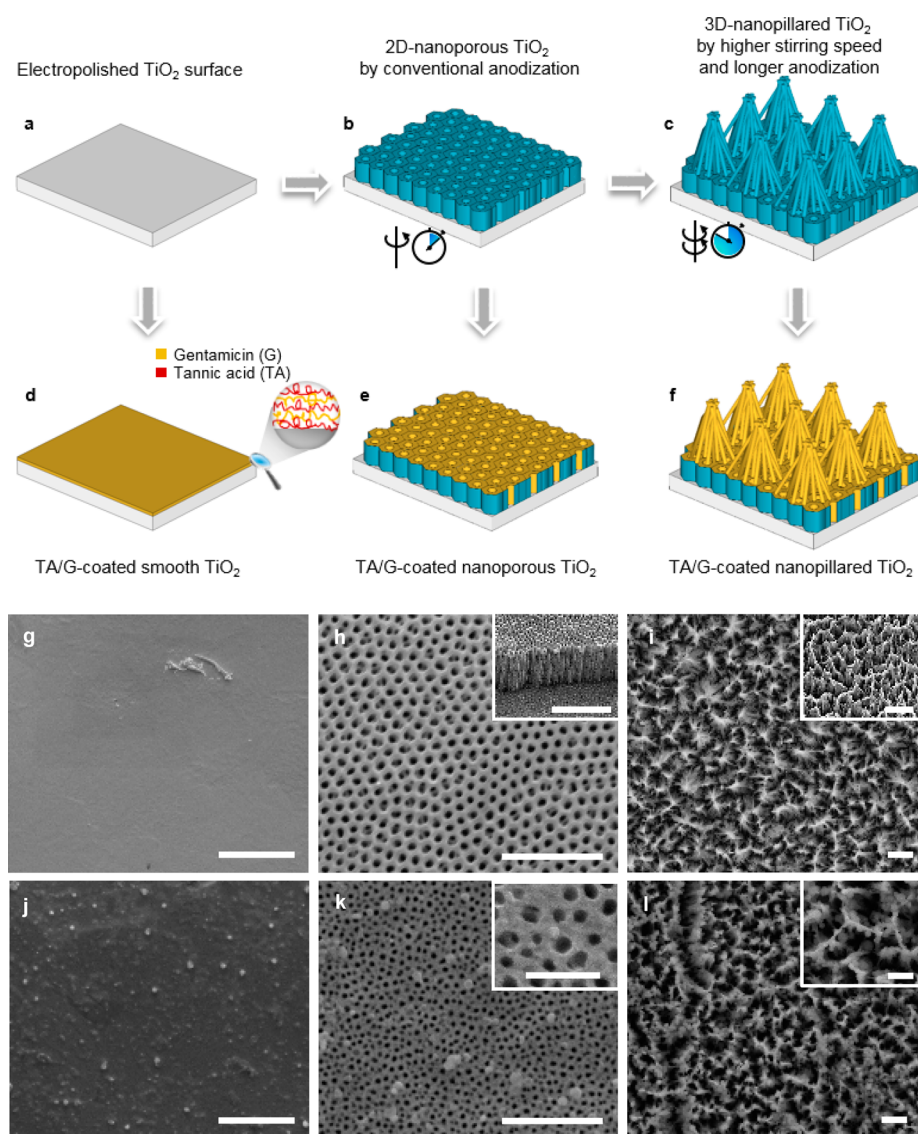 Electropolished TiO₂ surface
2D-nanoporous TiO₂
by conventional anodization
3D-nanopillared TiO₂
by higher stirring speed
and longer anodization
a
b
c
Gentamicin (G)
Tannic acid (TA)
d
e
f
TA/G-coated smooth TiO₂
TA/G-coated nanoporous TiO₂
TA/G-coated nanopillared TiO₂
g
h
i
j
k
l